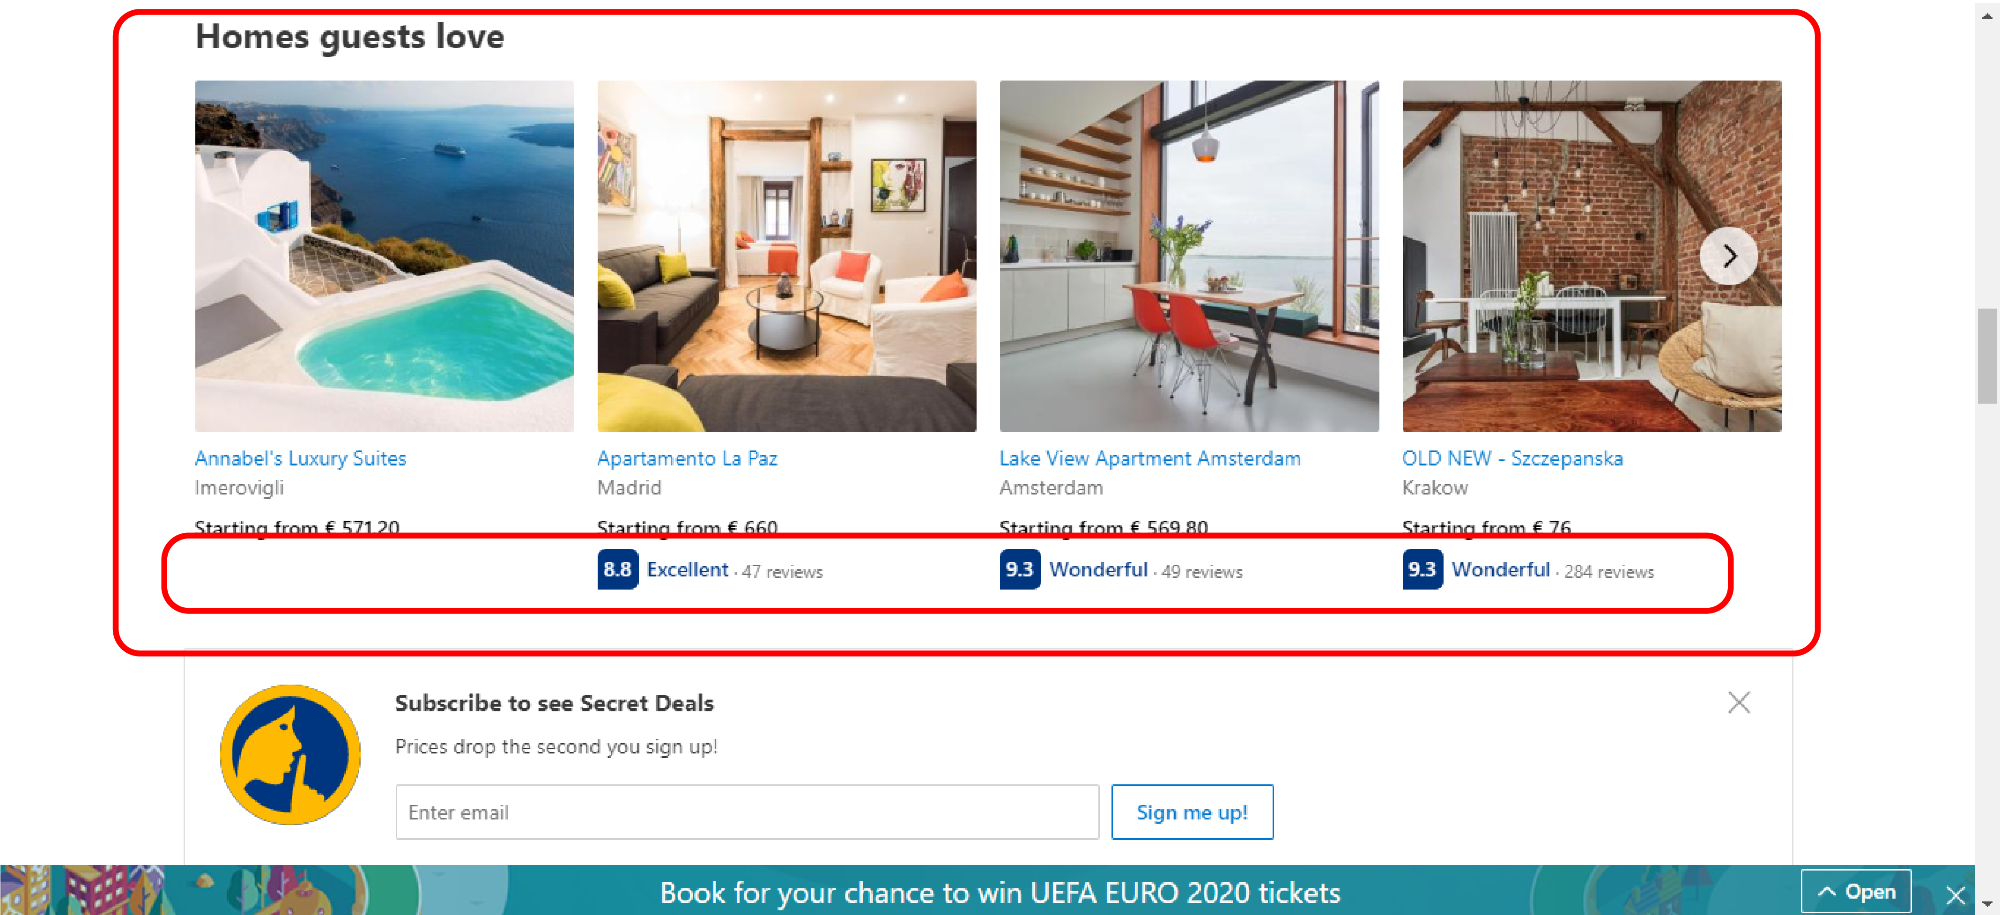 Homes guests love
Annabel's Luxury Suites
Imerovigli
Starting from € 571.20
Apartamento La Paz
Madrid
Starting from € 660
8.8 Excellent · 47 reviews
Lake View Apartment Amsterdam
Amsterdam
Starting from € 569.80
9.3 Wonderful · 49 reviews
OLD NEW - Szczepanska
Krakow
Starting from € 76
9.3 Wonderful · 284 reviews
Subscribe to see Secret Deals
Prices drop the second you sign up!
Enter email
Sign me up!
Book for your chance to win UEFA EURO 2020 tickets
Open